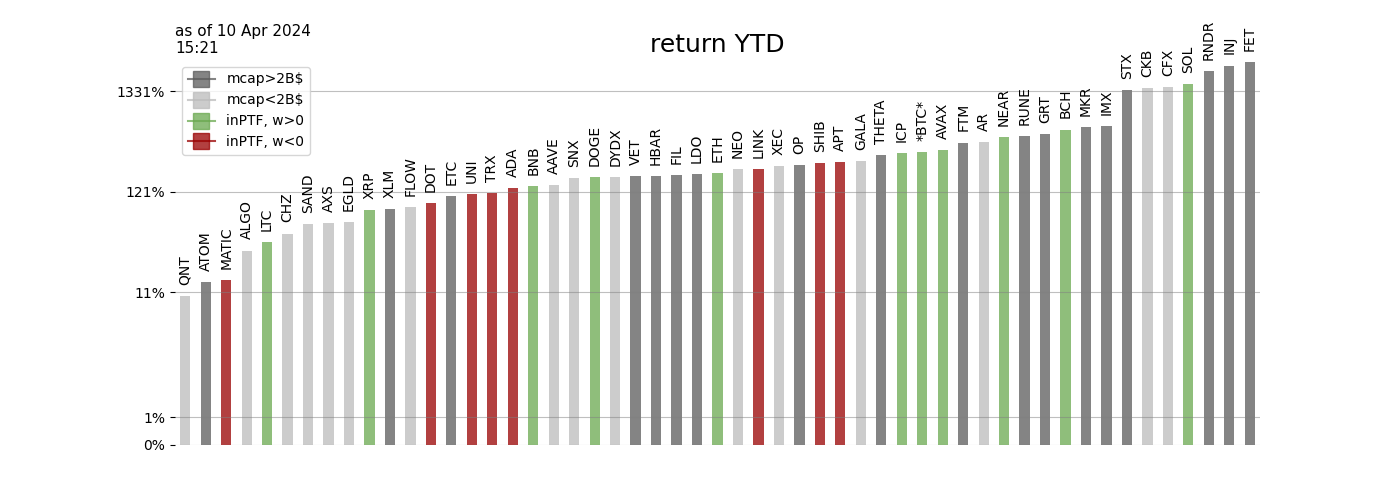 as of 10 Apr 2024
15:21
return YTD
mcap>2B$
mcap<2B$
inPTF, w>0
inPTF, w<0
1331%
121%
11%
1%
0%
QNT
ATOM
MATIC
ALGO
LTC
CHZ
SAND
AXS
EGLD
XRP
XLM
FLOW
DOT
ETC
UNI
TRX
ADA
BNB
AAVE
SNX
DOGE
DYDX
VET
HBAR
FIL
LDO
ETH
NEO
LINK
XEC
OP
SHIB
APT
GALA
THETA
ICP
*BTC*
AVAX
FTM
AR
NEAR
RUNE
GRT
BCH
MKR
IMX
STX
CKB
CFX
SOL
RNDR
INJ
FET